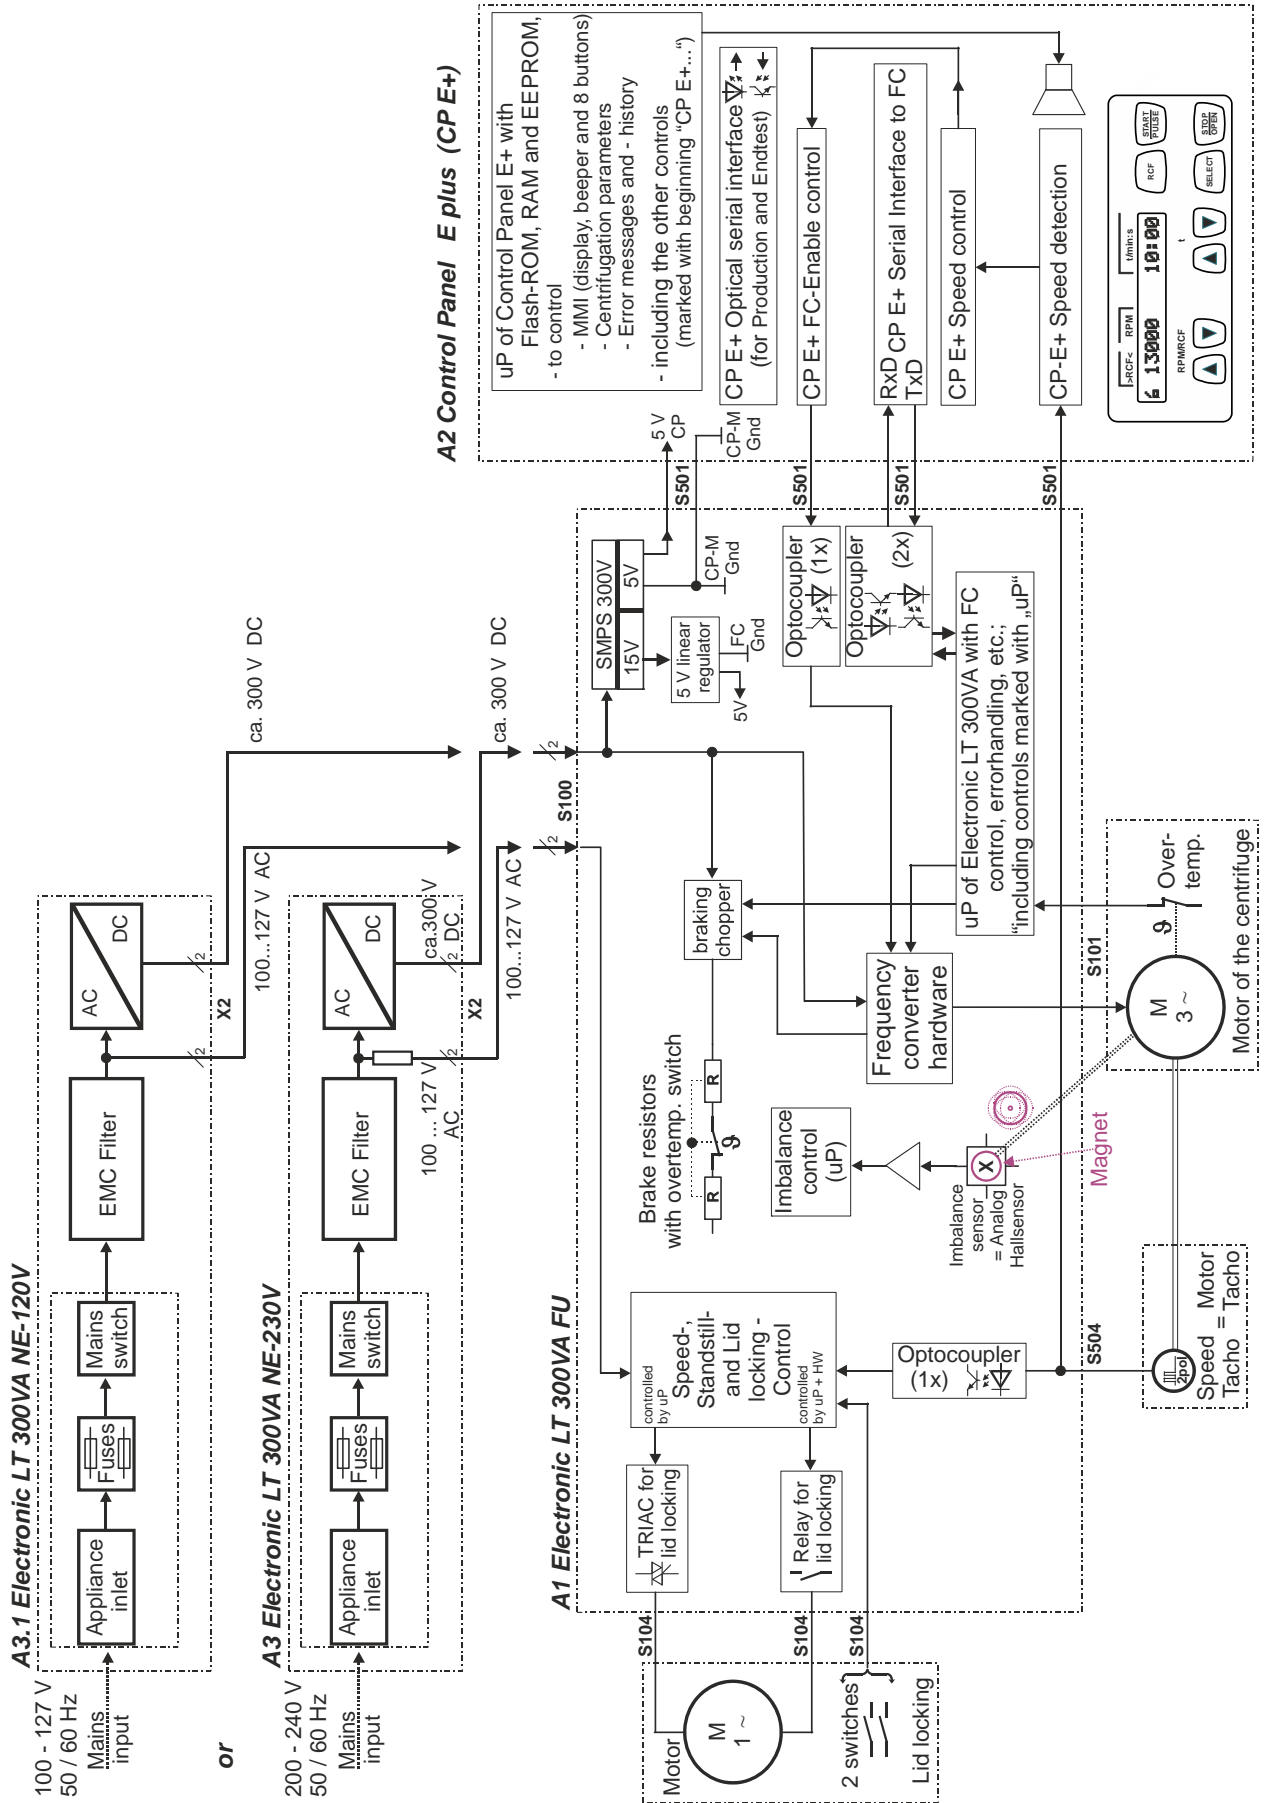 A3.1 Electronic LT 300VA NE-120V
100 - 127 V
50 / 60 Hz
Mains
input
Appliance
inlet
Fuses
Mains
switch
EMC Filter
AC
DC
2
2
X2
ca. 300 V DC
100...127 V AC
or
A3 Electronic LT 300VA NE-230V
200 - 240 V
50 / 60 Hz
Mains
input
Appliance
inlet
Fuses
Mains
switch
EMC Filter
AC
DC
100 ... 127 V
AC
ca.300 V
DC
2
2
X2
100...127 V AC
ca. 300 V DC
2
2
S100
A1 Electronic LT 300VA FU
SMPS 300V
15V
5V
5 V linear
regulator
5V
FC
Gnd
CP-M
Gnd
5 V
CP
CP-M
Gnd
S501
braking
chopper
Brake resistors
with overtemp. switch
R
R
ϑ
Optocoupler
(1x)
S501
Optocoupler
(2x)
S501
uP of Electronic LT 300VA with FC
control, errorhandling, etc.;
“including controls marked with „uP“
Frequency
converter
hardware
Imbalance
control
(uP)
Imbalance
sensor
= Analog
Hallsensor
X
Magnet
controlled
by uP
Speed-,
Standstill-
and Lid
locking -
Control
controlled
by uP + HW
Optocoupler
(1x)
TRIAC for
lid locking
Relay for
lid locking
S104
S104
S104
Motor
M
1 ~
2 switches
Lid locking
S504
2pol
Speed = Motor
Tacho = Tacho
S101
M
3 ~
ϑ
Over-
temp.
Motor of the centrifuge
S501
A2 Control Panel E plus (CP E+)
uP of Control Panel E+ with
Flash-ROM, RAM and EEPROM,
- to control
- MMI (display, beeper and 8 buttons)
- Centrifugation parameters
- Error messages and - history
- including the other controls
(marked with beginning “CP E+...“)
CP E+ Optical serial interface
(for Production and Endtest)
CP E+ FC-Enable control
RxD CP E+ Serial Interface to FC
TxD
CP E+ Speed control
CP-E+ Speed detection
>RCF< RPM
t/min:s
13000 10:00
RPM/RCF
t
RCF
START
PULSE
SELECT
STOP
OPEN